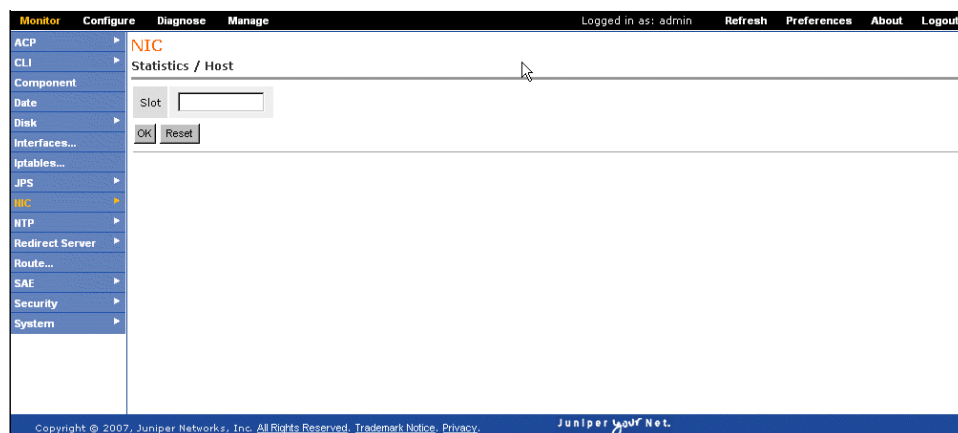 Monitor Configure Diagnose Manage Logged in as: admin Refresh Preferences About Logout
ACP
CLI
Component
Date
Disk
Interfaces...
Iptables...
JPS
NIC
NTP
Redirect Server
Route...
SAE
Security
System
NIC
Statistics / Host
Slot
OK Reset
Copyright © 2007, Juniper Networks, Inc. All Rights Reserved. Trademark Notice. Privacy.
Juniper your Net.